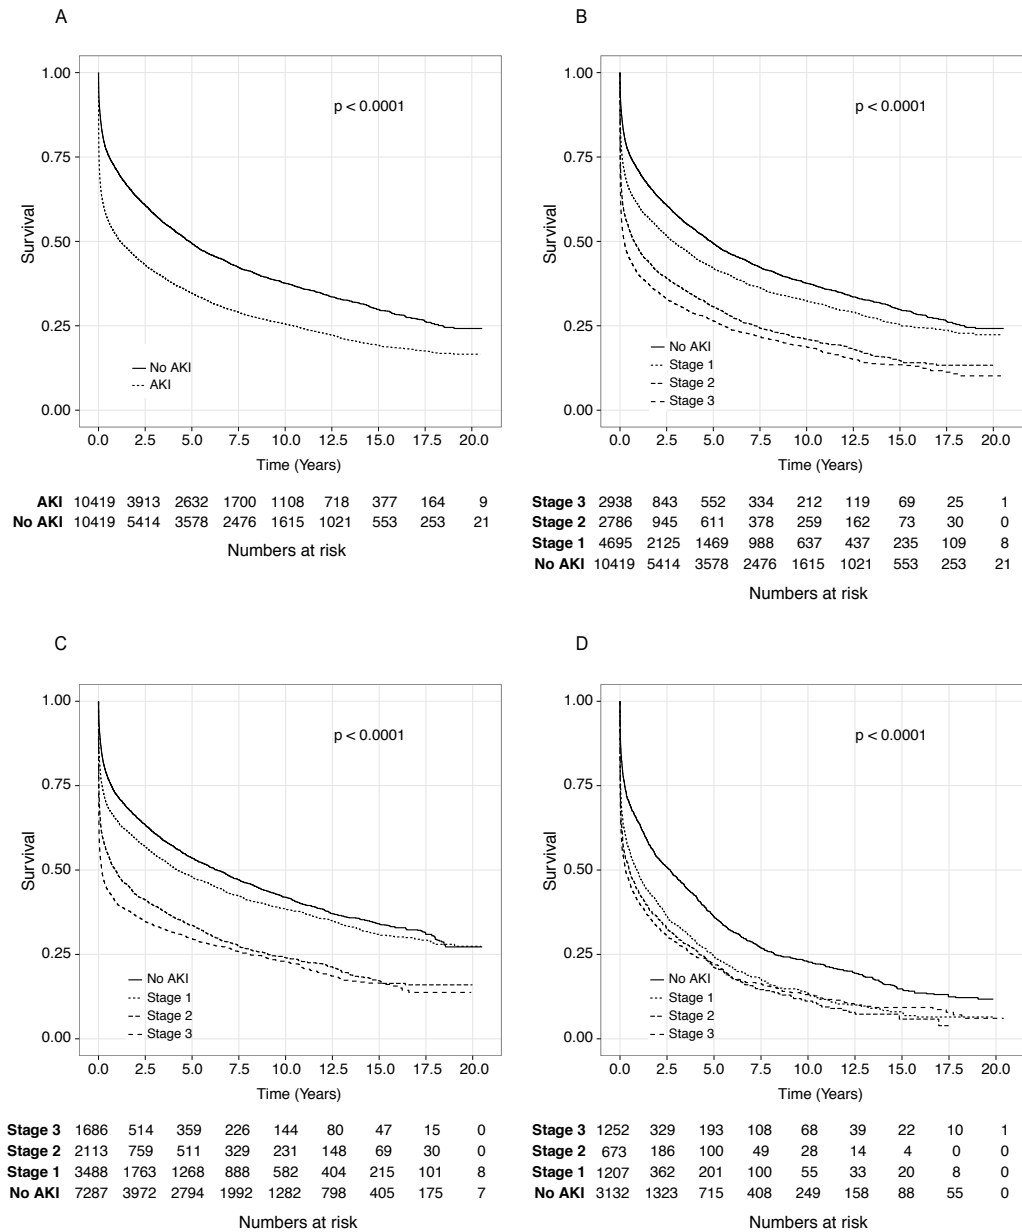 A
1.00
0.75
0.50
0.25
0.00
Survival
p < 0.0001
No AKI
AKI
0.0 2.5 5.0 7.5 10.0 12.5 15.0 17.5 20.0
Time (Years)
AKI 10419 3913 2632 1700 1108 718 377 164 9
No AKI 10419 5414 3578 2476 1615 1021 553 253 21
Numbers at risk
B
1.00
0.75
0.50
0.25
0.00
Survival
p < 0.0001
No AKI
Stage 1
Stage 2
Stage 3
0.0 2.5 5.0 7.5 10.0 12.5 15.0 17.5 20.0
Time (Years)
Stage 3 2938 843 552 334 212 119 69 25 1
Stage 2 2786 945 611 378 259 162 73 30 0
Stage 1 4695 2125 1469 988 637 437 235 109 8
No AKI 10419 5414 3578 2476 1615 1021 553 253 21
Numbers at risk
C
1.00
0.75
0.50
0.25
0.00
Survival
p < 0.0001
No AKI
Stage 1
Stage 2
Stage 3
0.0 2.5 5.0 7.5 10.0 12.5 15.0 17.5 20.0
Time (Years)
Stage 3 1686 514 359 226 144 80 47 15 0
Stage 2 2113 759 511 329 231 148 69 30 0
Stage 1 3488 1763 1268 888 582 404 215 101 8
No AKI 7287 3972 2794 1992 1282 798 405 175 7
Numbers at risk
D
1.00
0.75
0.50
0.25
0.00
Survival
p < 0.0001
No AKI
Stage 1
Stage 2
Stage 3
0.0 2.5 5.0 7.5 10.0 12.5 15.0 17.5 20.0
Time (Years)
Stage 3 1252 329 193 108 68 39 22 10 1
Stage 2 673 186 100 49 28 14 4 0 0
Stage 1 1207 362 201 100 55 33 20 8 0
No AKI 3132 1323 715 408 249 158 88 55 0
Numbers at risk